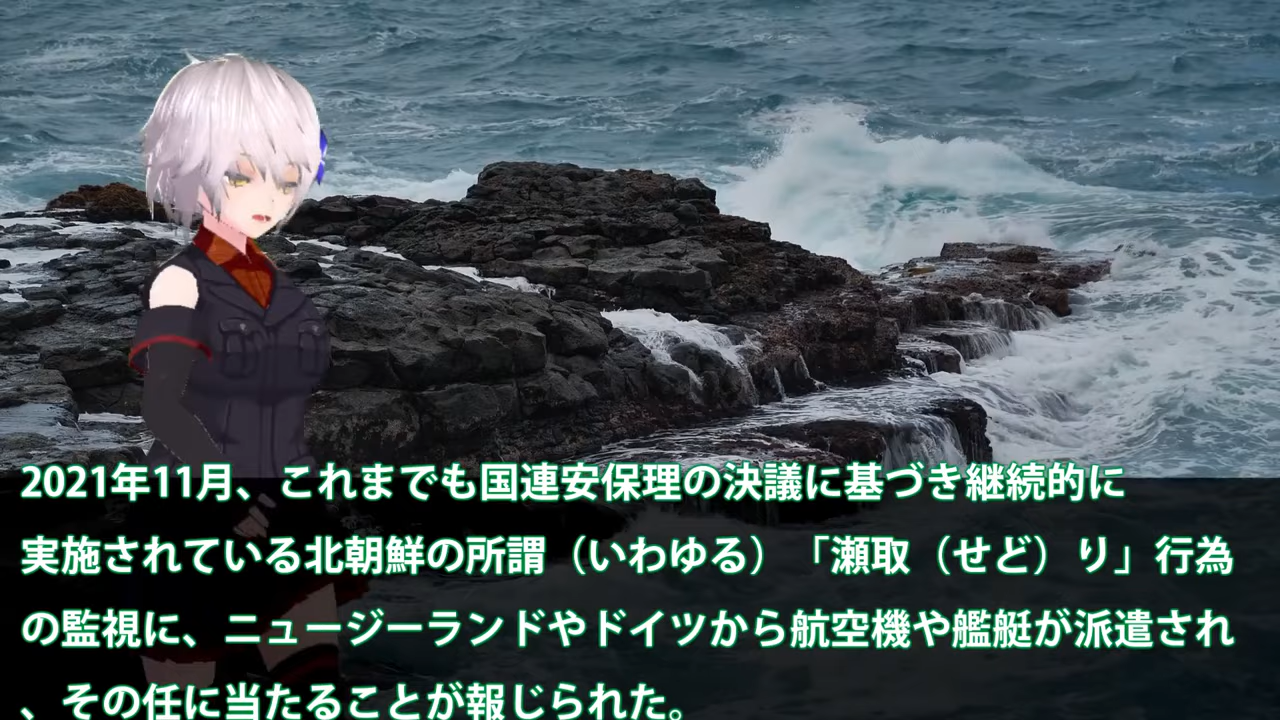 2021年11月、これまでも国連安保理の決議に基づき継続的に
実施されている北朝鮮の所謂（いわゆる）「瀬取（せど）り」行為
の監視に、ニュージーランドやドイツから航空機や艦艇が派遣され
、その任に当たることが報じられた。